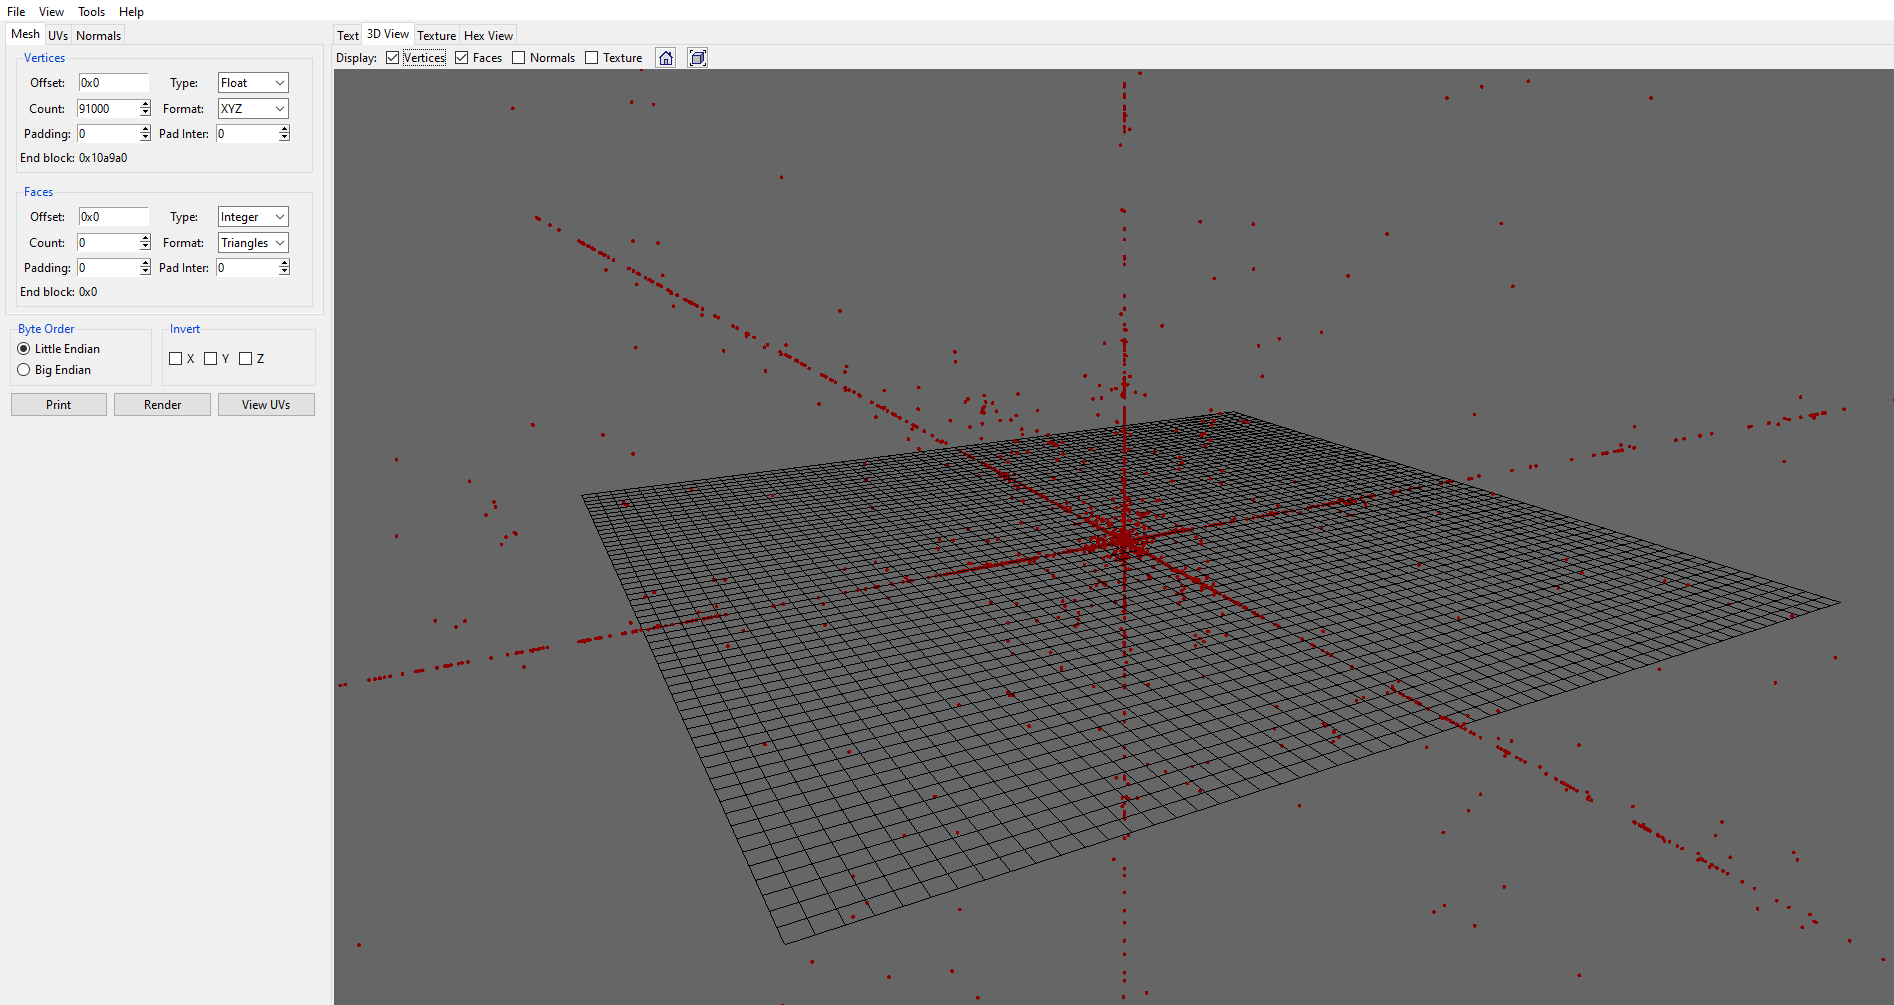 File View Tools Help
Mesh UVs Normals
Text 3D View Texture Hex View
Display: Vertices Faces Normals Texture
Vertices
Offset: 0x0 Type: Float
Count: 91000 Format: XYZ
Padding: 0 Pad Inter: 0
End block: 0x10a9a0
Faces
Offset: 0x0 Type: Integer
Count: 0 Format: Triangles
Padding: 0 Pad Inter: 0
End block: 0x0
Byte Order Invert
Little Endian
X Y Z
Big Endian
Print Render View UVs